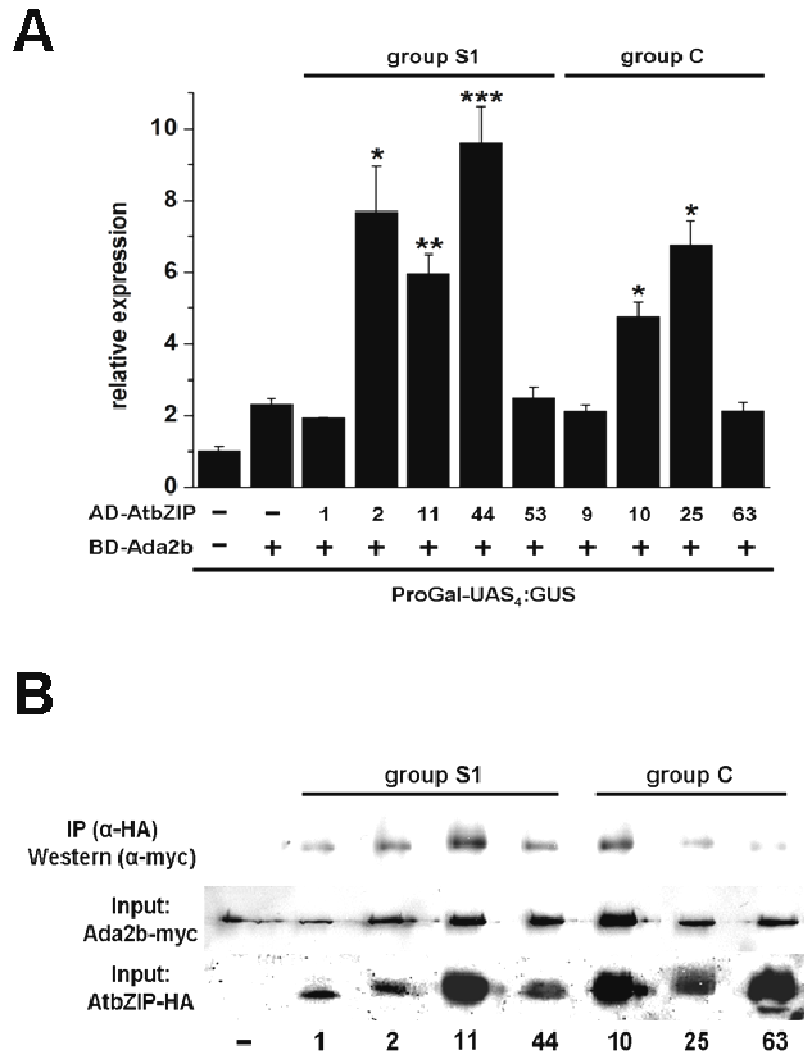 A
group S1 group C
*** 
* ** * *
relative expression
10
8
6
4
2
0
AD-AtbZIP – – 1 2 11 44 53 9 10 25 63
BD-Ada2b – + + + + + + + + + +
ProGal-UAS4:GUS
B
group S1 group C
IP (α-HA)
Western (α-myc)
Input:
Ada2b-myc
Input:
AtbZIP-HA
– 1 2 11 44 10 25 63